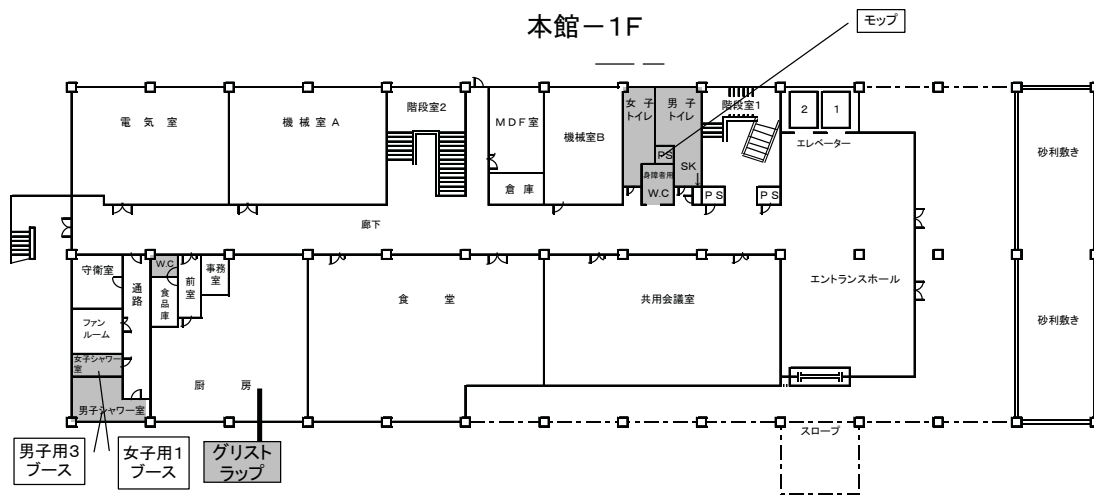 本館－1F
モップ
電気室
機械室A
階段室2
MDF室
倉庫
機械室B
女子
トイレ
男子
トイレ
PS
身障者用
W.C
SK
↓
階段室1
PS
PS
2
1
エレベーター
砂利敷き
廊下
守衛室
通路
W.C
食品庫
前室
事務室
ファン
ルーム
女子シャワー
室
男子シャワー室
厨房
食堂
共用会議室
エントランスホール
砂利敷き
スロープ
男子用3
ブース
女子用1
ブース
グリスト
ラップ